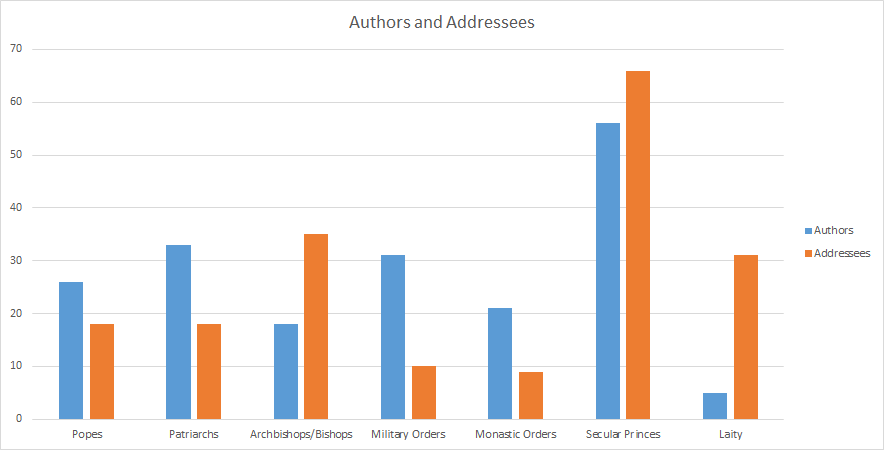 Authors and Addressees
70
60
50
40
30
20
10
0
Popes
Patriarchs
Archbishops/Bishops
Military Orders
Monastic Orders
Secular Princes
Laity
Authors
Addressees